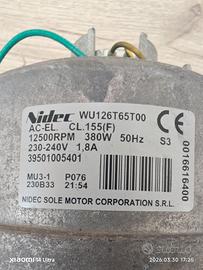 Nidec WU126T65T00
AC-EL. CL.155(F)
12500RPM 380W 50Hz S3
230-240V 1,8A
39501005401
MU3-1 P076
230B33 21:54
NIDEC SOLE MOTOR CORPORATION S.R.L.
0016616400
Xiaomi 14
2026.03.30 17:26